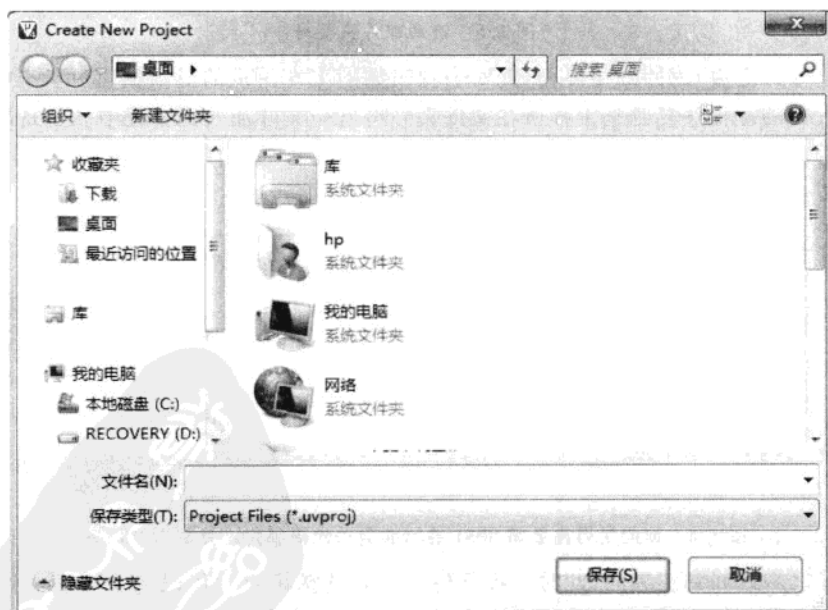 Create New Project
桌面
搜索 桌面
组织
新建文件夹
收藏夹
下载
桌面
最近访问的位置
库
我的电脑
本地磁盘 (C:)
RECOVERY (D:)
库
系统文件夹
hp
系统文件夹
我的电脑
系统文件夹
网络
系统文件夹
文件名(N):
保存类型(T): Project Files (*.uvproj)
隐藏文件夹
保存(S)
取消